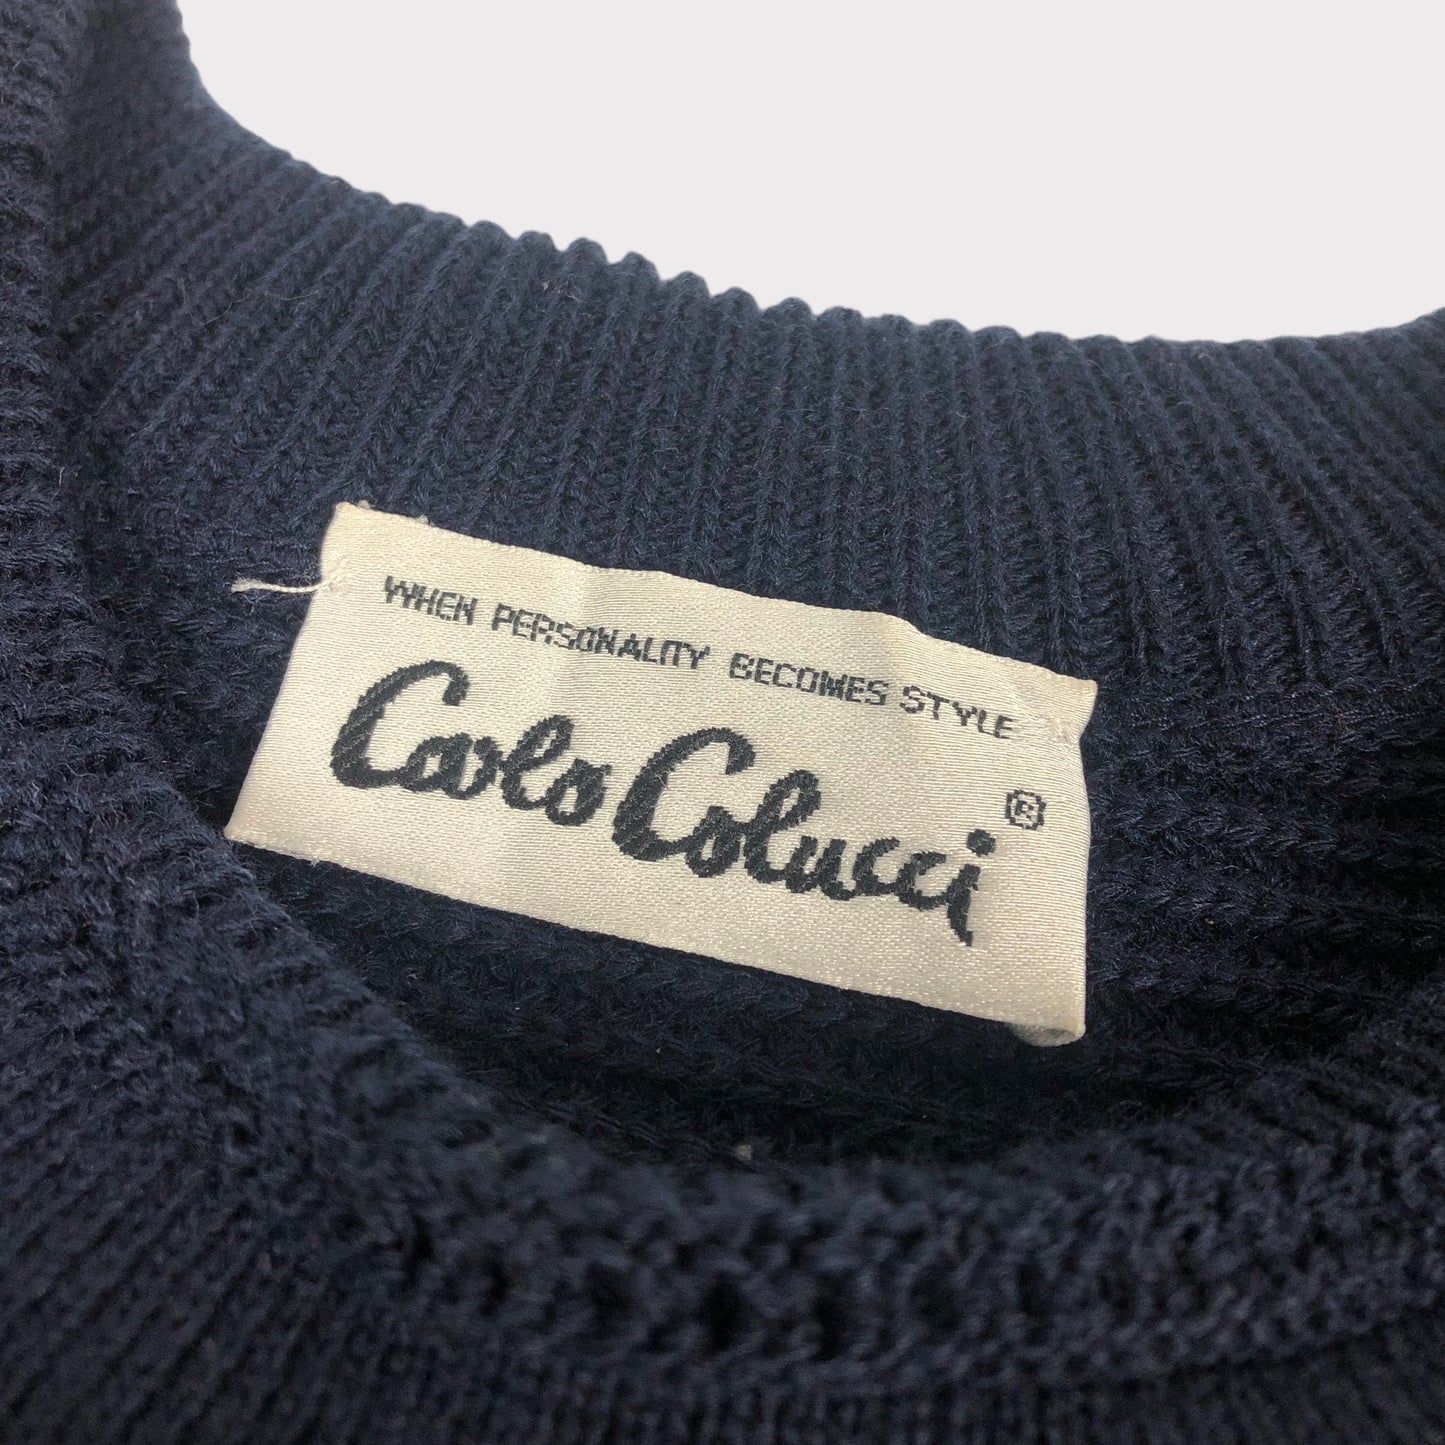 WHEN PERSONALITY BECOMES STYLE
Carlo Colucci ®